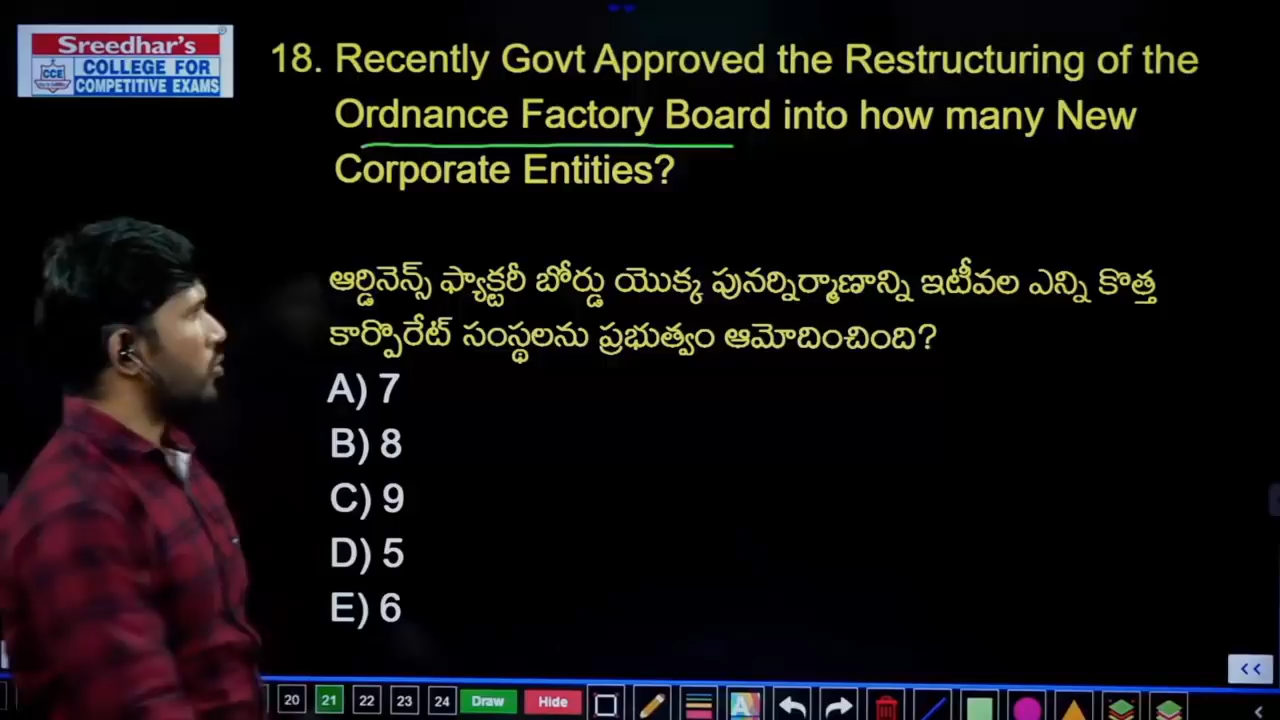 Sreedhar's
CCE
COLLEGE FOR
COMPETITIVE EXAMS
18. Recently Govt Approved the Restructuring of the
Ordnance Factory Board into how many New
Corporate Entities?
ఆర్డినెన్స్ ఫ్యాక్టరీ బోర్డు యొక్క పునర్నిర్మాణాన్ని ఇటీవల ఎన్ని కొత్త
కార్పొరేట్ సంస్థలను ప్రభుత్వం ఆమోదించింది?
A) 7
B) 8
C) 9
D) 5
E) 6
<<
20 21 22 23 24 Draw Hide A <